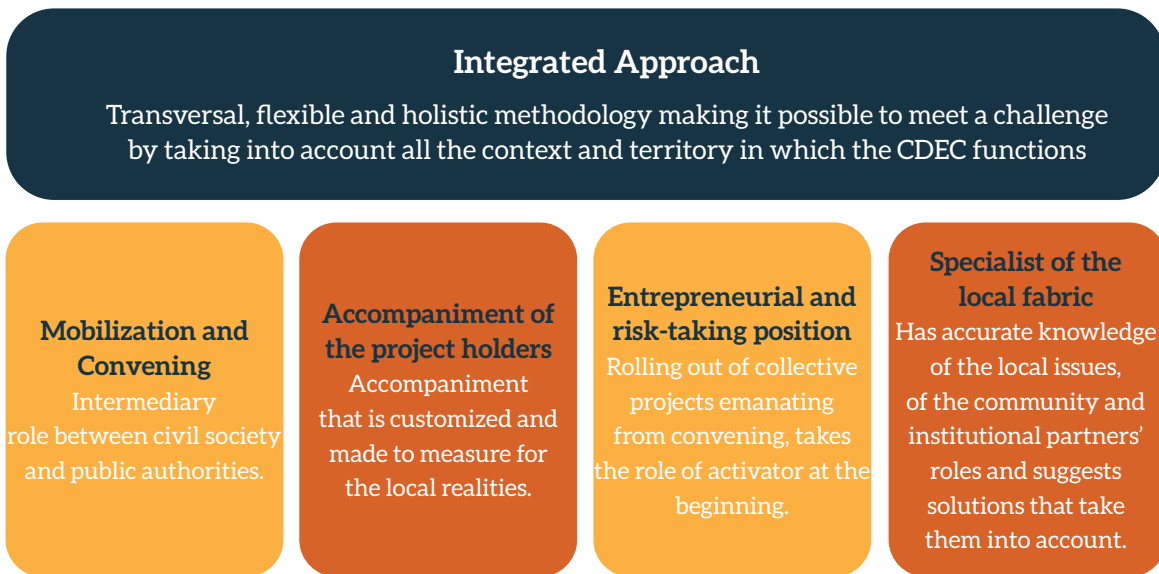 Integrated Approach
Transversal, flexible and holistic methodology making it possible to meet a challenge
by taking into account all the context and territory in which the CDEC functions
Mobilization and
Convening
Intermediary
role between civil society
and public authorities.
Accompaniment of
the project holders
Accompaniment
that is customized and
made to measure for
the local realities.
Entrepreneurial and
risk-taking position
Rolling out of collective
projects emanating
from convening, takes
the role of activator at the
beginning.
Specialist of the
local fabric
Has accurate knowledge
of the local issues,
of the community and
institutional partners’
roles and suggests
solutions that take
them into account.